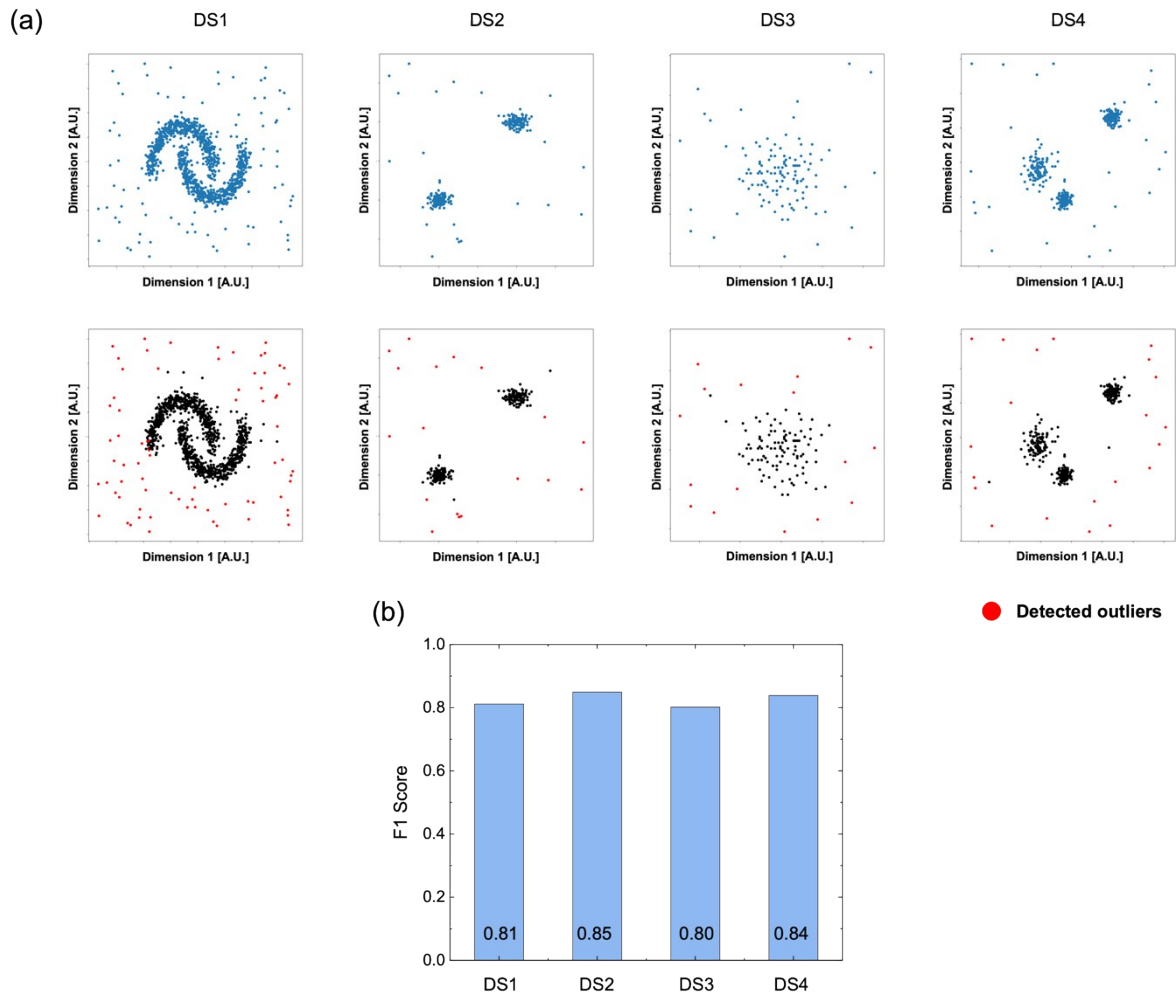 (a)
DS1 DS2 DS3 DS4
Dimension 2 [A.U.] Dimension 2 [A.U.] Dimension 2 [A.U.] Dimension 2 [A.U.]
Dimension 1 [A.U.] Dimension 1 [A.U.] Dimension 1 [A.U.] Dimension 1 [A.U.]
Dimension 2 [A.U.] Dimension 2 [A.U.] Dimension 2 [A.U.] Dimension 2 [A.U.]
Dimension 1 [A.U.] Dimension 1 [A.U.] Dimension 1 [A.U.] Dimension 1 [A.U.]
Detected outliers
(b)
F1 Score
1.0
0.8
0.6
0.4
0.2
0.0
0.81 0.85 0.80 0.84
DS1 DS2 DS3 DS4